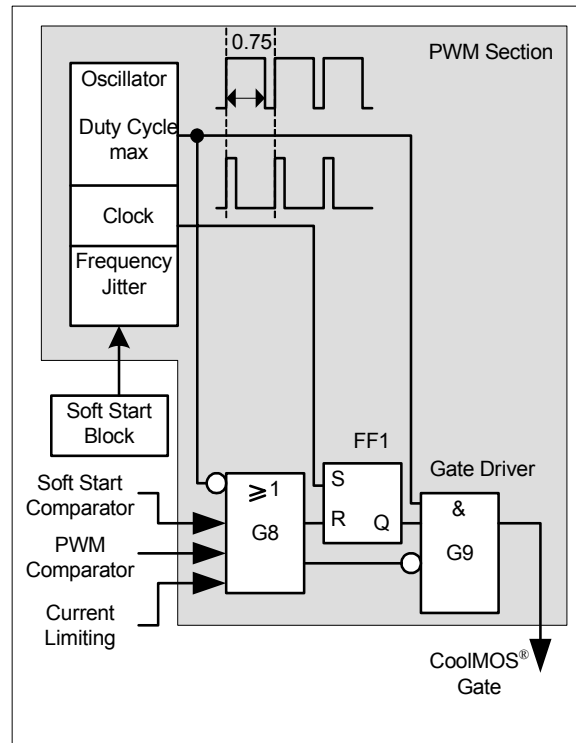 0.75
PWM Section
Oscillator
Duty Cycle
max
Clock
Frequency
Jitter
Soft Start
Block
FF1
Gate Driver
Soft Start
Comparator
PWM
Comparator
Current
Limiting
≥1
G8
S
R
Q
&
G9
CoolMOS®
Gate